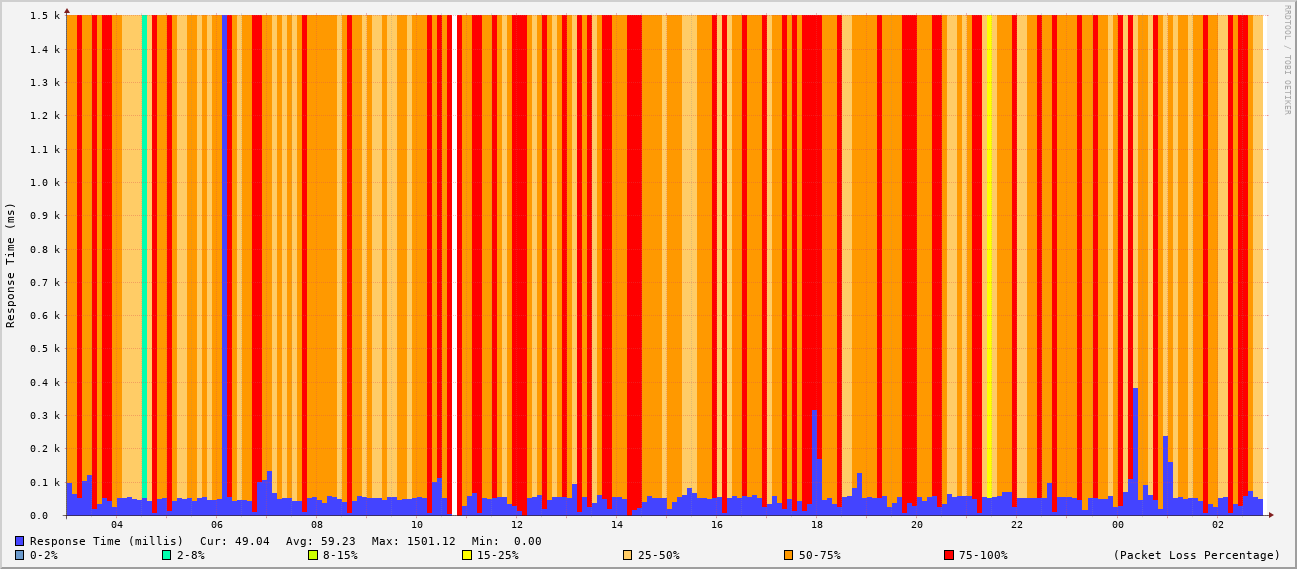 RRDTOOL / TOBI OETIKER
Response Time (ms)
1.5 k
1.4 k
1.3 k
1.2 k
1.1 k
1.0 k
0.9 k
0.8 k
0.7 k
0.6 k
0.5 k
0.4 k
0.3 k
0.2 k
0.1 k
0.0
04 06 08 10 12 14 16 18 20 22 00 02
Response Time (millis) Cur: 49.04 Avg: 59.23 Max: 1501.12 Min: 0.00
0-2% 2-8% 8-15% 15-25% 25-50% 50-75% 75-100% (Packet Loss Percentage)